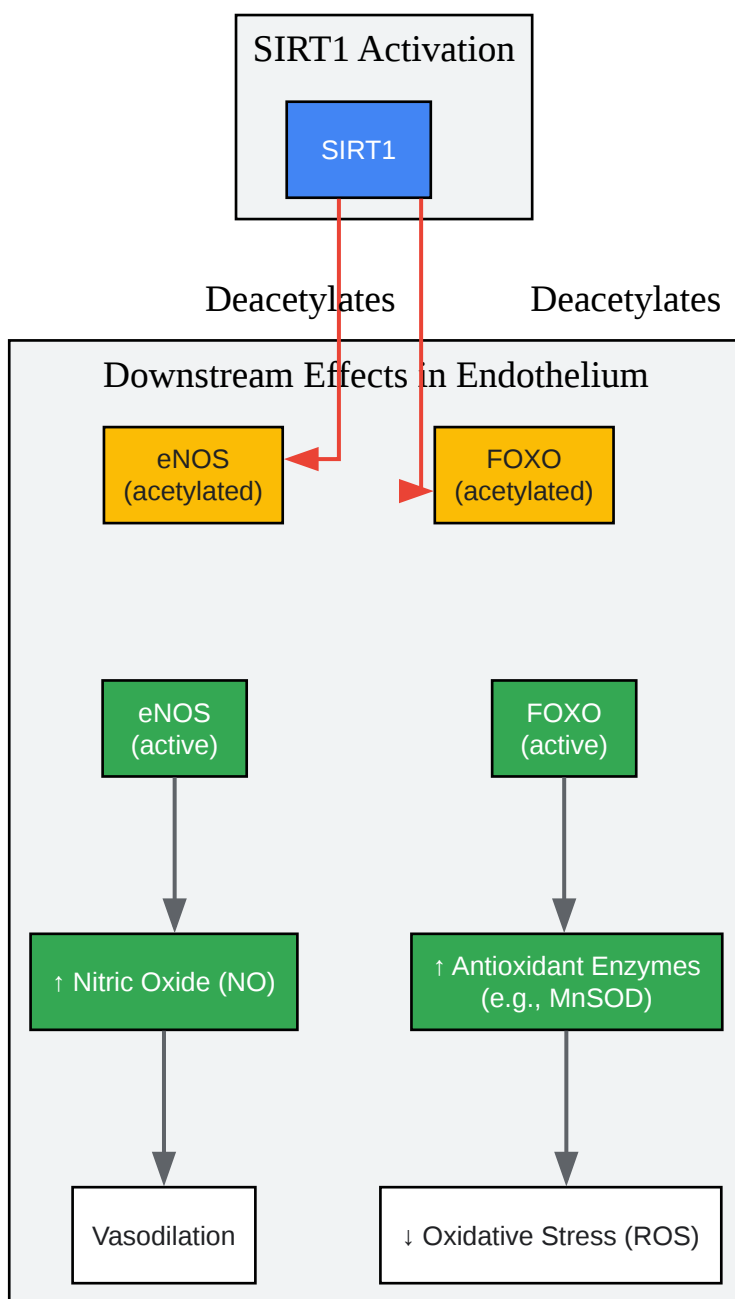 SIRT1 Activation
SIRT1
Deacetylates
Deacetylates
Downstream Effects in Endothelium
eNOS
(acetylated)
FOXO
(acetylated)
eNOS
(active)
FOXO
(active)
↑ Nitric Oxide (NO)
↑ Antioxidant Enzymes
(e.g., MnSOD)
Vasodilation
↓ Oxidative Stress (ROS)